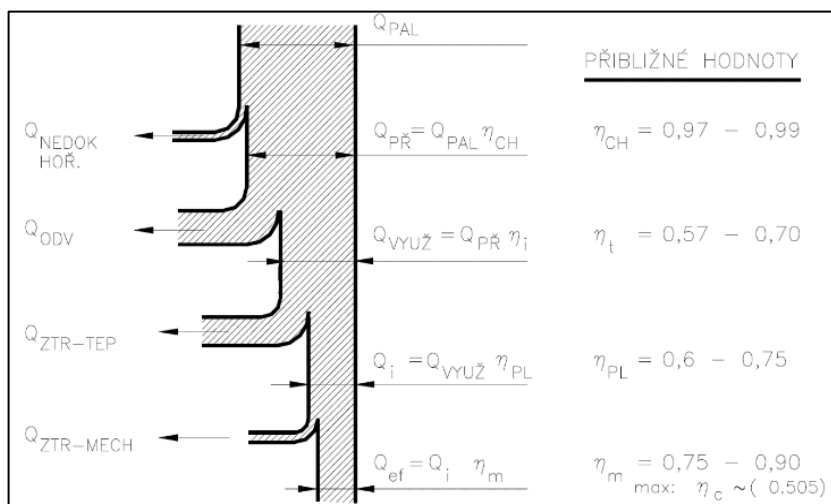 Q_PAL
PŘIBLIŽNÉ HODNOTY
Q_NEDOK HOŘ.
Q_PŘ = Q_PAL η_CH
η_CH = 0,97 - 0,99
Q_ODV
Q_VYUŽ = Q_PŘ η_i
η_t = 0,57 - 0,70
Q_ZTR-TEP
Q_i = Q_VYUŽ η_PL
η_PL = 0,6 - 0,75
Q_ZTR-MECH
Q_ef = Q_i η_m
η_m = 0,75 - 0,90
max: η_c ~( 0.505)